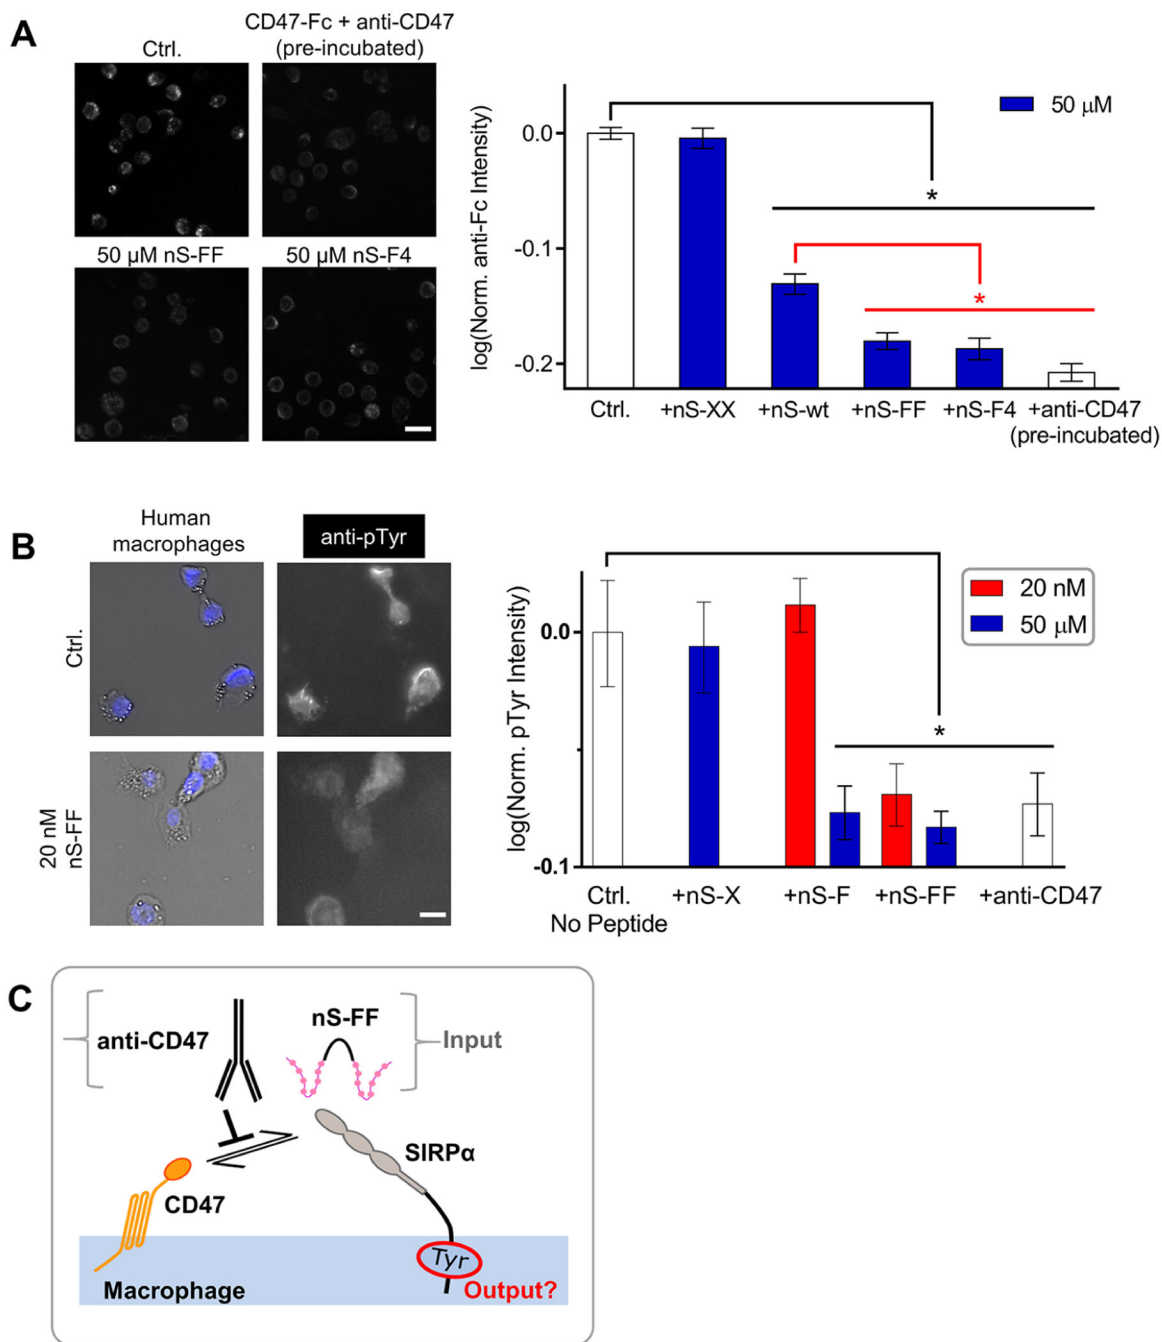 A
Ctrl.
CD47-Fc + anti-CD47
(pre-incubated)
50 µM nS-FF
50 µM nS-F4
log(Norm. anti-Fc Intensity)
0.0
-0.1
-0.2
50 µM
*
*
Ctrl.
+nS-XX
+nS-wt
+nS-FF
+nS-F4
+anti-CD47
(pre-incubated)
B
Human
macrophages
anti-pTyr
Ctrl.
20 nM
nS-FF
log(Norm. pTyr Intensity)
0.0
-0.1
20 nM
50 µM
*
Ctrl.
No Peptide
+nS-X
+nS-F
+nS-FF
+anti-CD47
C
anti-CD47
nS-FF
Input
SIRPα
CD47
Tyr
Macrophage
Output?